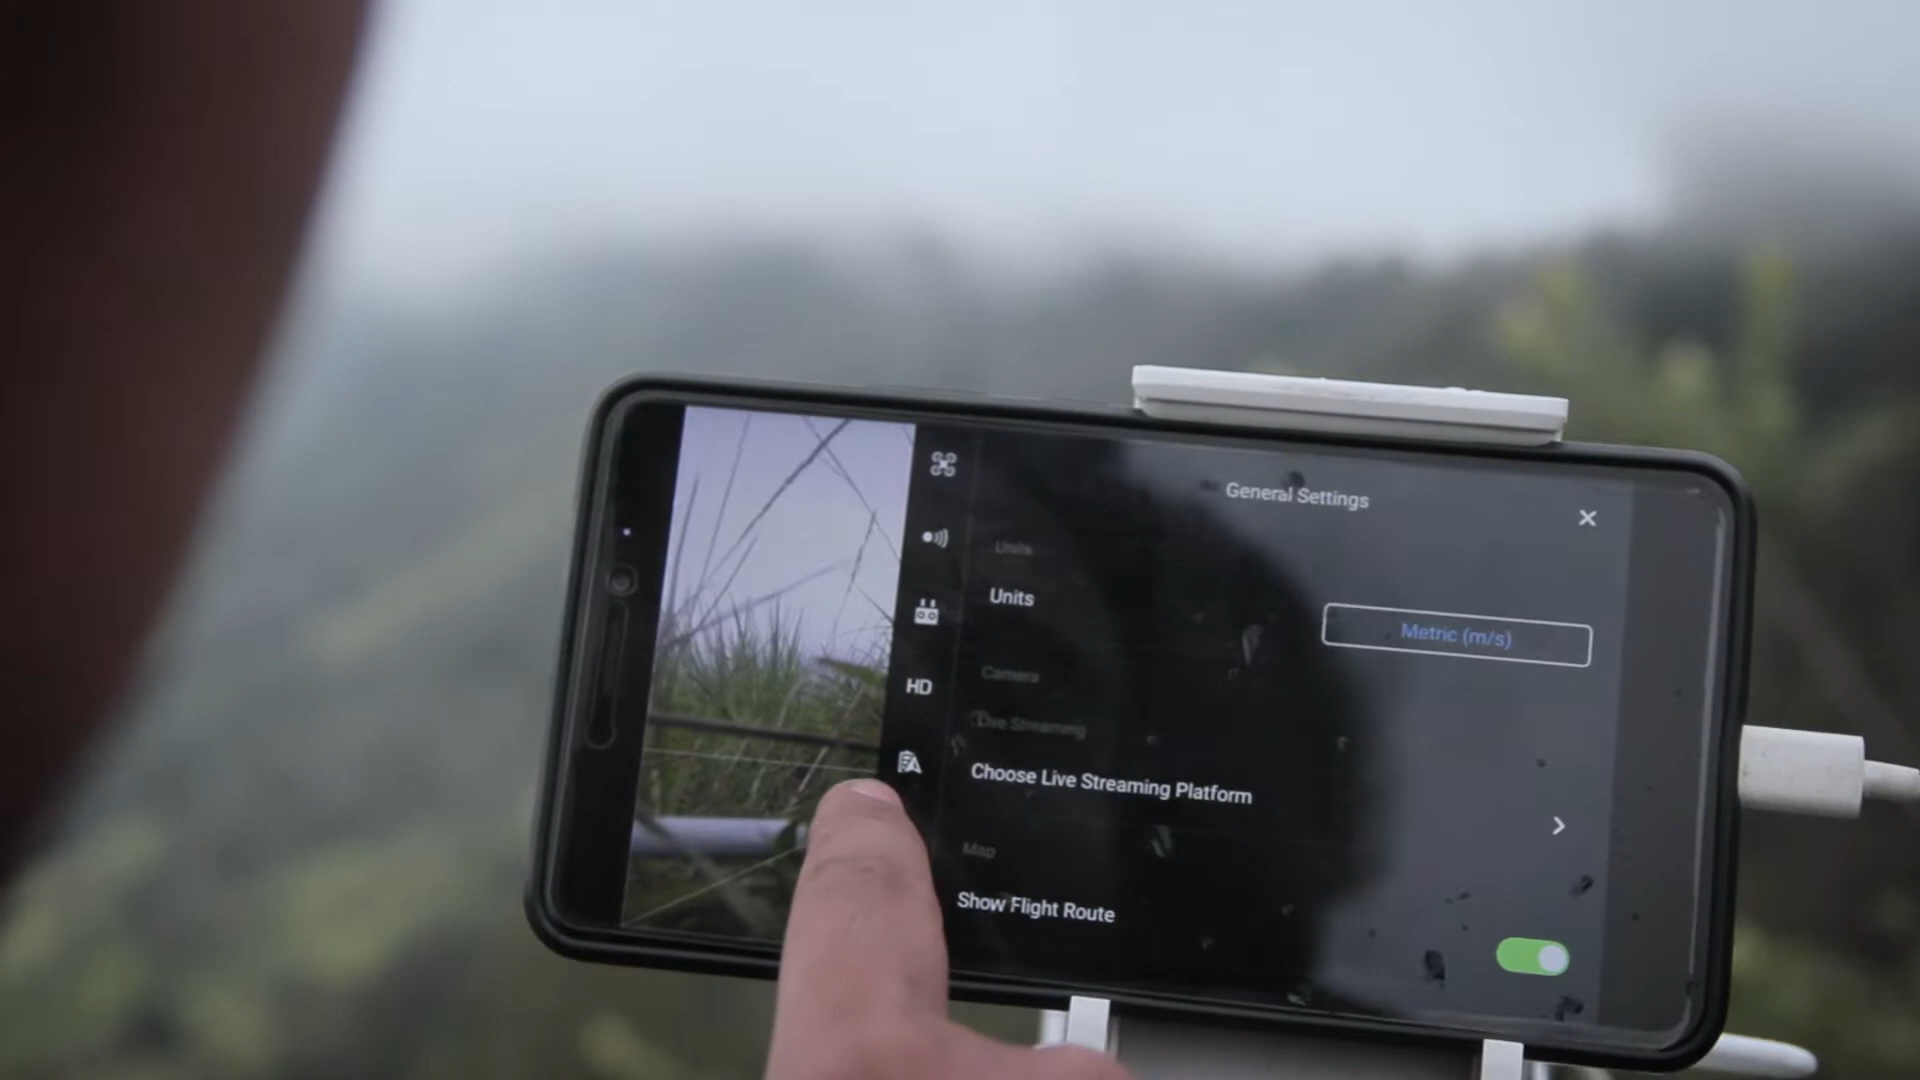 General Settings
Units
Units
Metric (m/s)
Camera
HD
Live Streaming
Choose Live Streaming Platform
Map
Show Flight Route